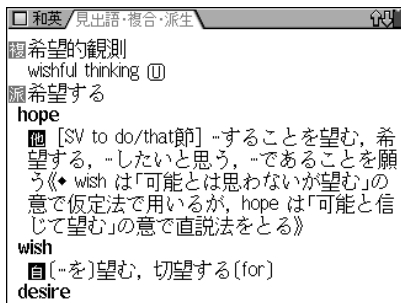 和英 見出語・複合・派生
複 希望的観測
wishful thinking Ⓤ
派 希望する
hope
他 [SV to do/that節] …することを望む, 希
望する, …したいと思う, …であることを願
う《◆ wish は「可能とは思わないが望む」の
意で仮定法で用いるが, hope は「可能と信
じて望む」の意で直説法をとる》
wish
自 (…を)望む, 切望する(for)
desire